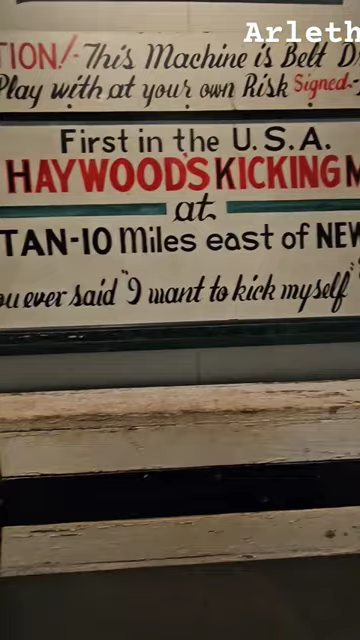 Arleth
TION!- This Machine is Belt D
Play with at your own Risk Signed-
First in the U.S.A.
HAYWOOD'S KICKING M
at
TAN-10 Miles east of NEW
ou ever said "I want to kick myself"